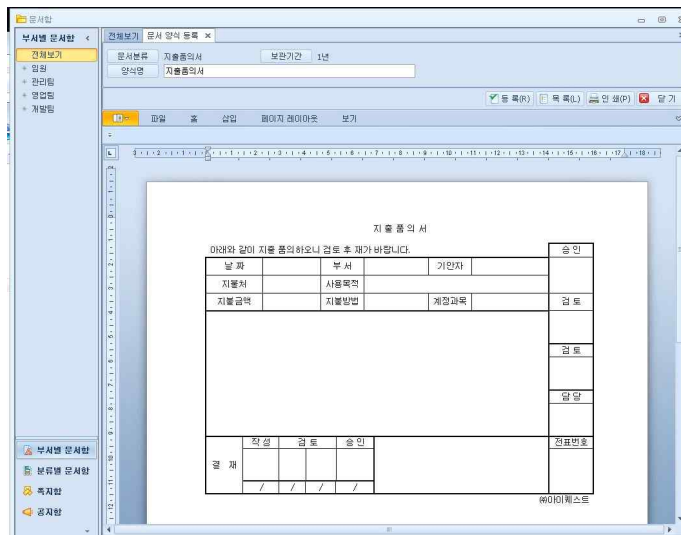 문서함
부서별 문서함 <
전체보기 문서 양식 등록 ×
전체보기
임원
관리팀
영업팀
개발팀
문서분류 지출품의서 보관기간 1년
양식명 지출품의서
등 록(R) 목 록(L) 인 쇄(P) 닫 기
파일 홈 삽입 페이지 레이아웃 보기
지 출 품 의 서
아래와 같이 지출 품의하오니 검토 후 재가 바랍니다.
승 인
날 짜 부 서 기안자
지불처 사용목적
지불금액 지불방법 계정과목 검 토
검 토
담 당
작 성 검 토 승 인 전표번호
결 재
/ / / /
㈜아이퀘스트
부서별 문서함
분류별 문서함
쪽지함
공지함